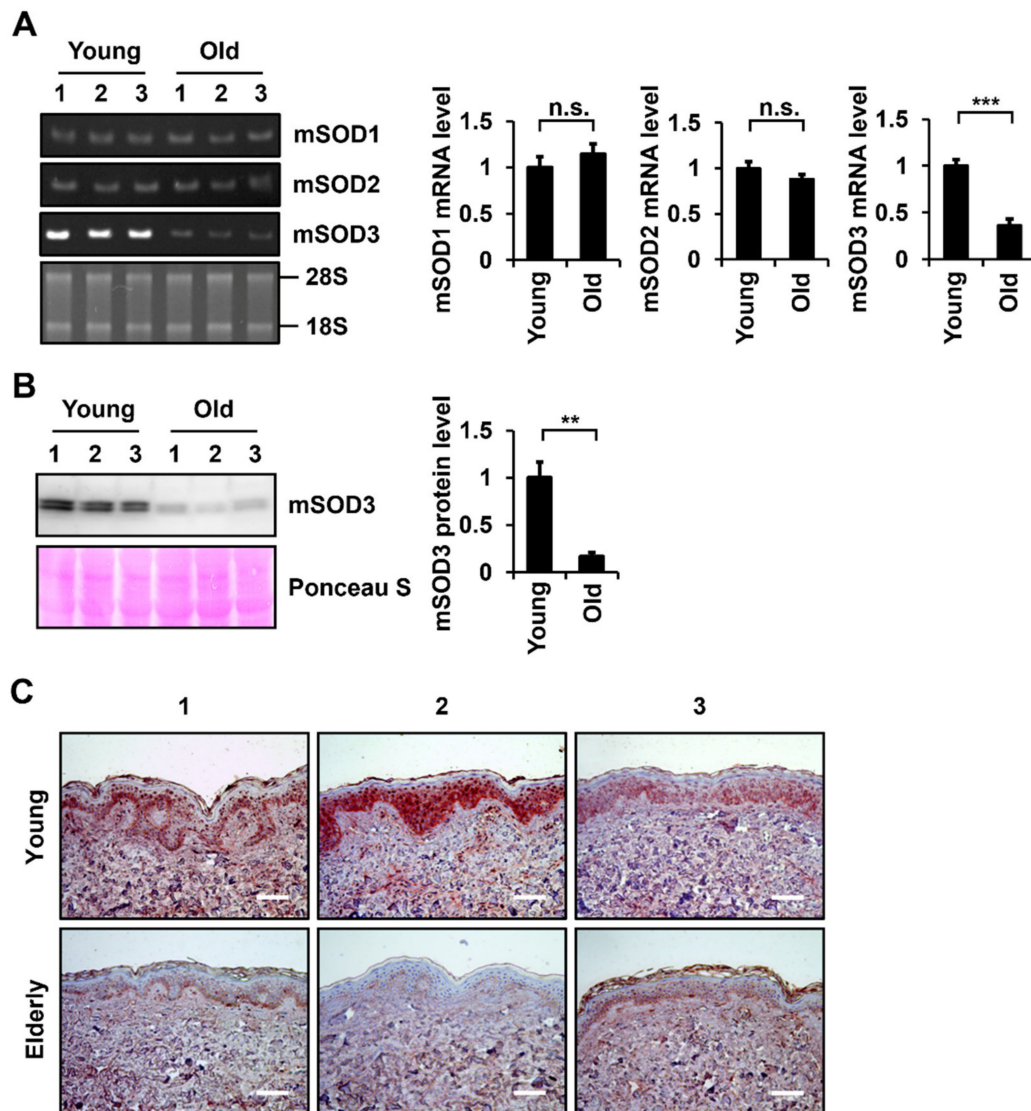 A
Young Old
1 2 3 1 2 3
mSOD1
mSOD2
mSOD3
28S
18S
mSOD1 mRNA level
1.5
1
0.5
0
n.s.
Young
Old
mSOD2 mRNA level
1.5
1
0.5
0
n.s.
Young
Old
mSOD3 mRNA level
1.5
1
0.5
0
***
Young
Old
B
Young Old
1 2 3 1 2 3
mSOD3
Ponceau S
mSOD3 protein level
1.5
1
0.5
0
**
Young
Old
C
1 2 3
Young
Elderly